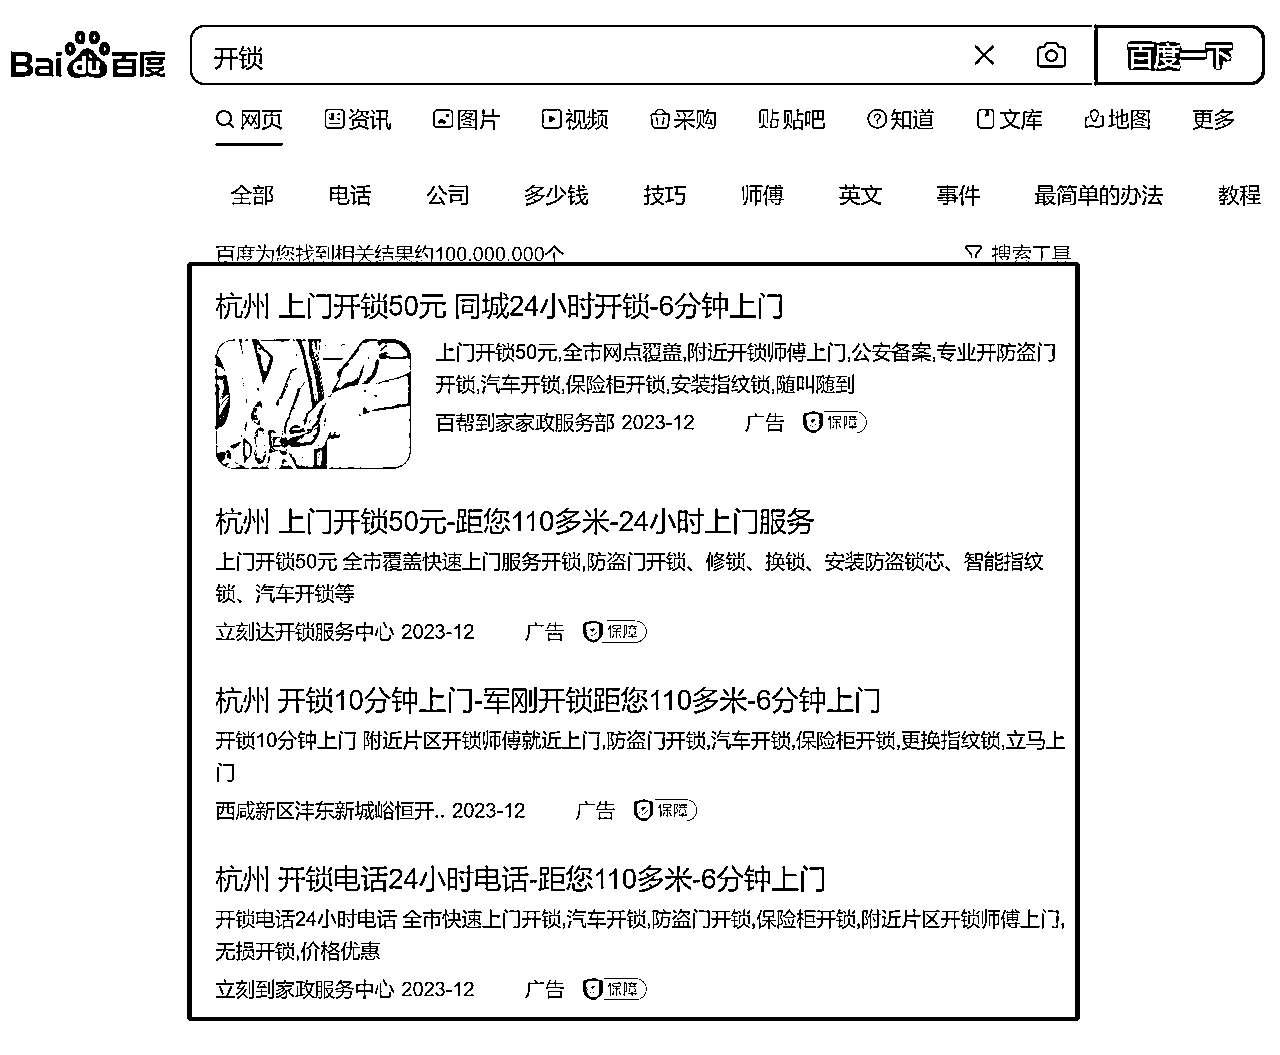 Bai 百度 开锁 百度一下
网页 资讯 图片 视频 采购 贴吧 知道 文库 地图 更多
全部 电话 公司 多少钱 技巧 师傅 英文 事件 最简单的办法 教程
百度为您找到相关结果约100,000,000个 搜索工具
杭州 上门开锁50元 同城24小时开锁-6分钟上门
上门开锁50元,全市网点覆盖,附近开锁师傅上门,公安备案,专业开防盗门
开锁,汽车开锁,保险柜开锁,安装指纹锁,随叫随到
百帮到家家政服务部 2023-12 广告 保障
杭州 上门开锁50元-距您110多米-24小时上门服务
上门开锁50元 全市覆盖快速上门服务开锁,防盗门开锁、修锁、换锁、安装防盗锁芯、智能指纹
锁、汽车开锁等
立刻达开锁服务中心 2023-12 广告 保障
杭州 开锁10分钟上门-军刚开锁距您110多米-6分钟上门
开锁10分钟上门 附近片区开锁师傅就近上门,防盗门开锁,汽车开锁,保险柜开锁,更换指纹锁,立马上
门
西咸新区沣东新城峪恒开.. 2023-12 广告 保障
杭州 开锁电话24小时电话-距您110多米-6分钟上门
开锁电话24小时电话 全市快速上门开锁,汽车开锁,防盗门开锁,保险柜开锁,附近片区开锁师傅上门,
无损开锁,价格优惠
立刻到家政服务中心 2023-12 广告 保障